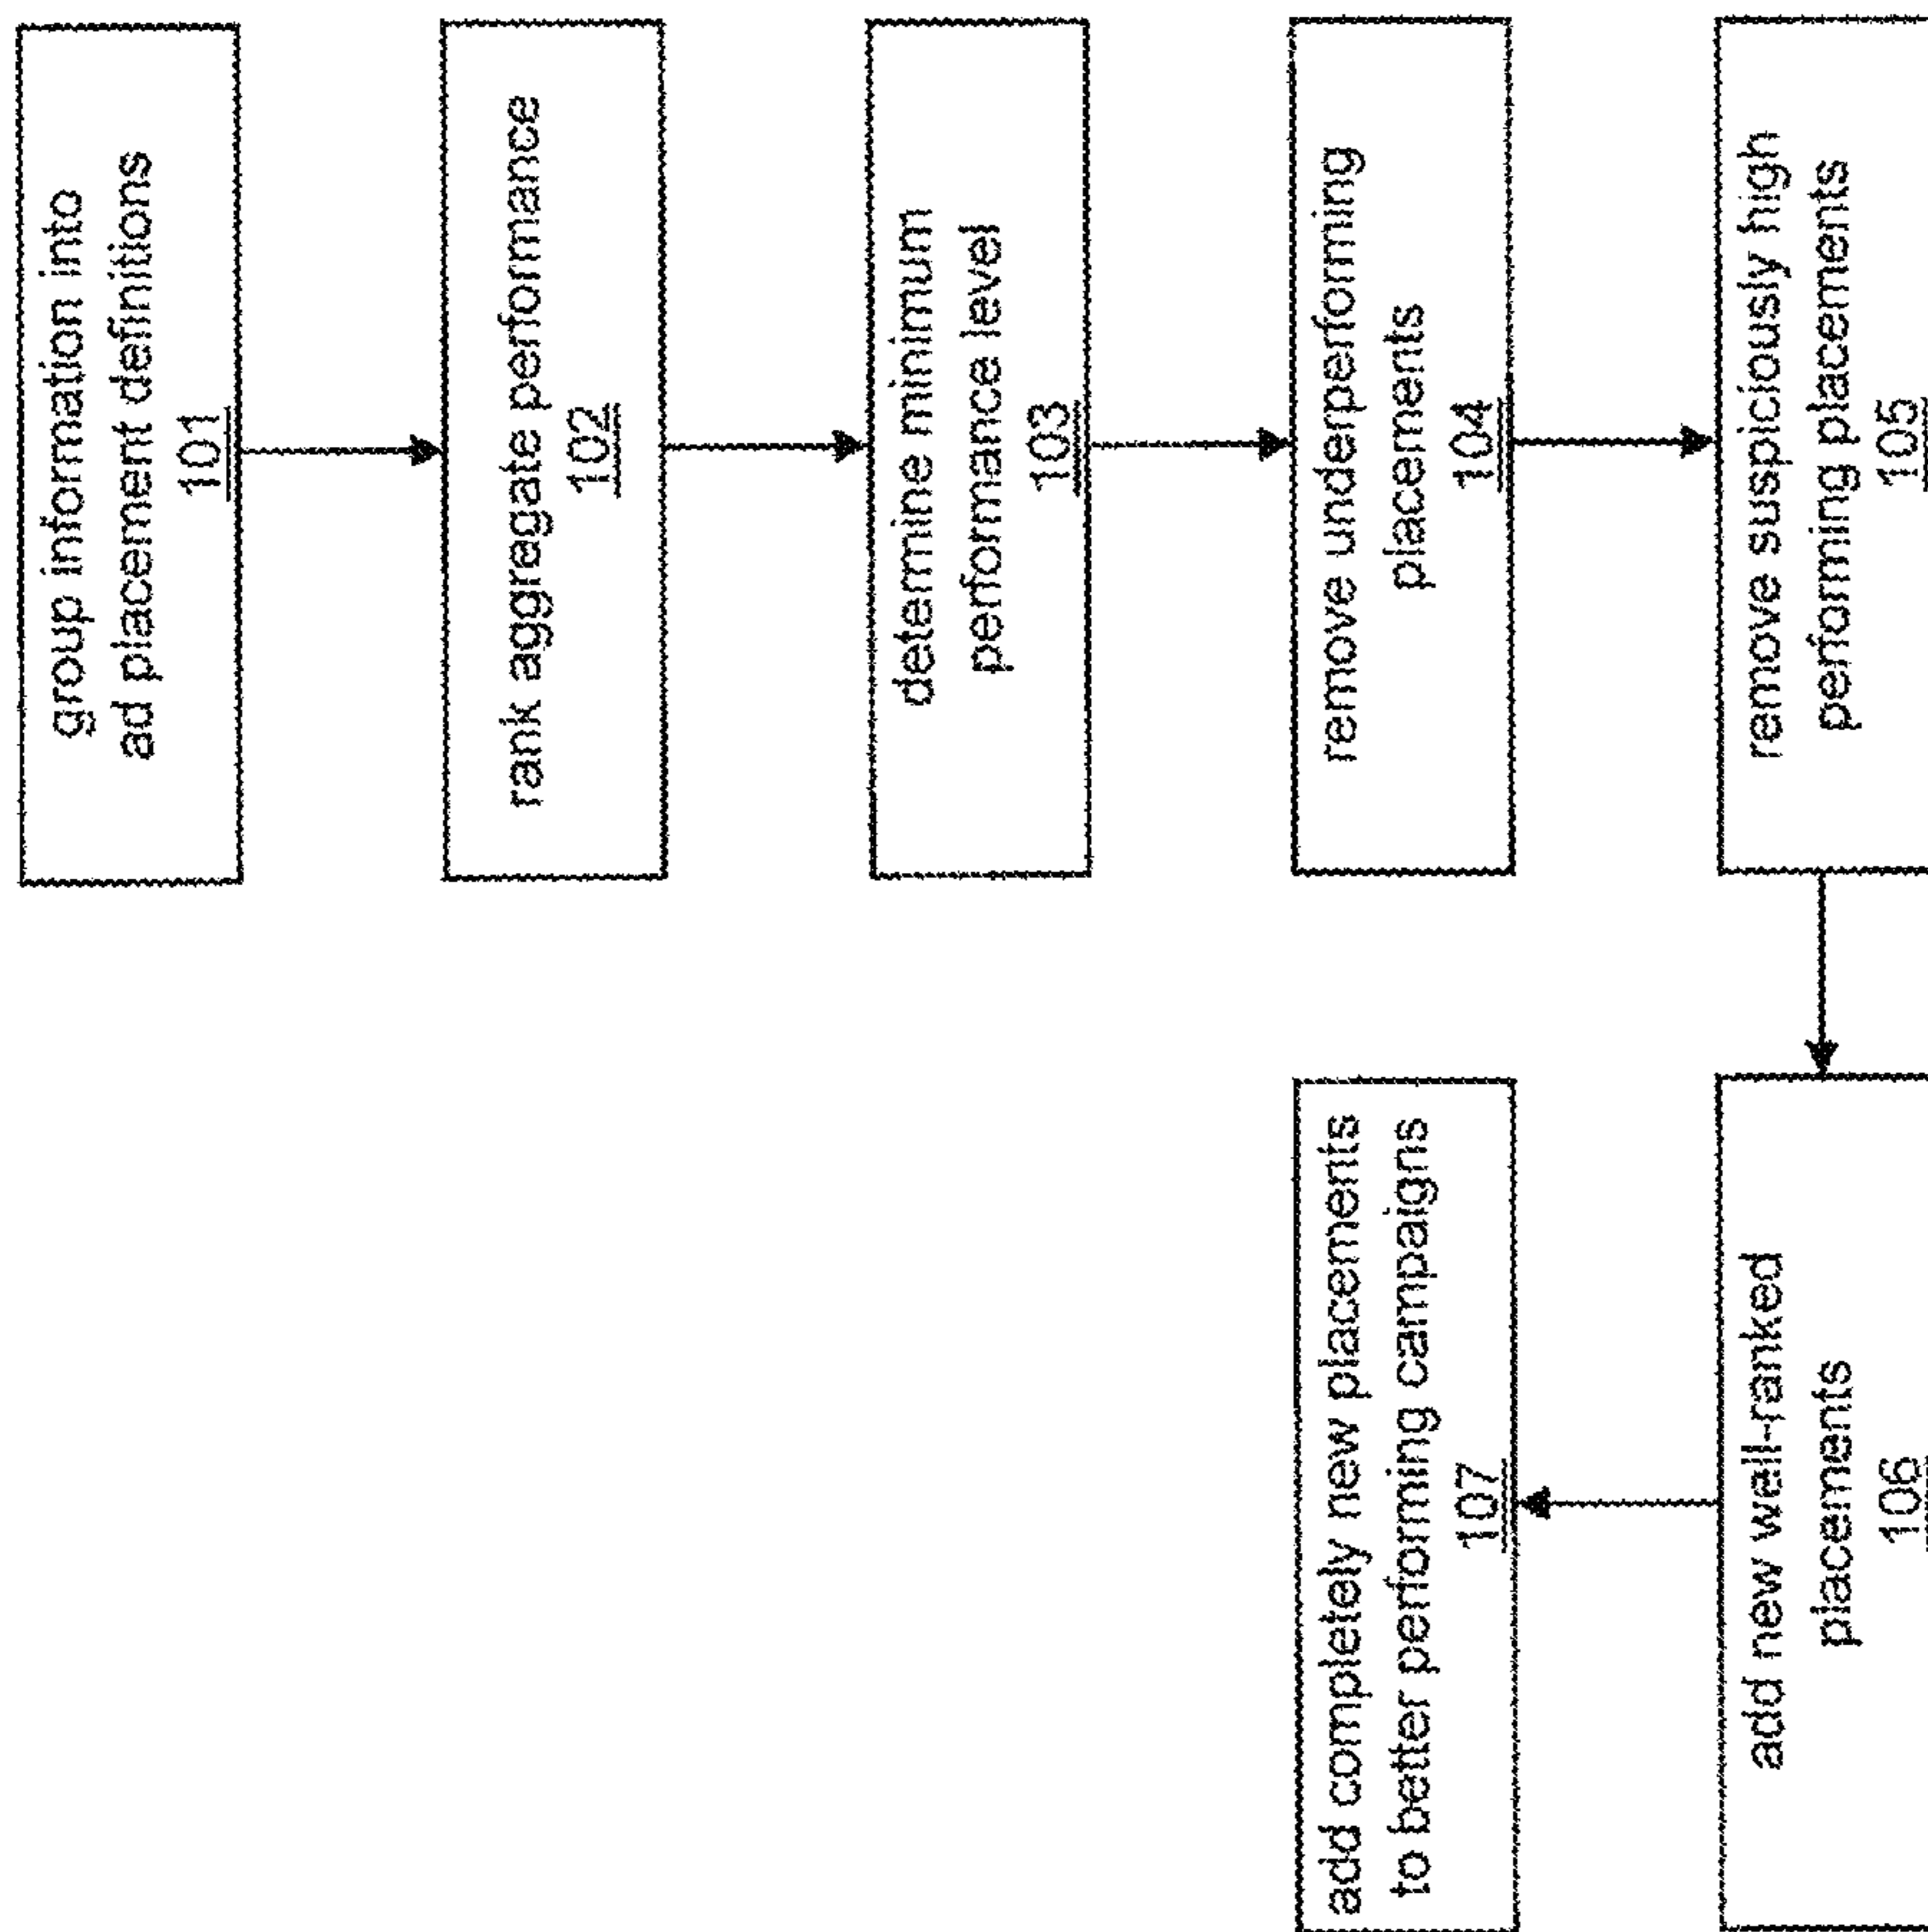 group information into
ad placement definitions
101
rank aggregate performance
102
determine minimum
performance level
103
remove underperforming
placements
104
remove suspiciously high
performing placements
105
add new well-ranked
placements
106
add completely new placements
to better performing campaigns
107